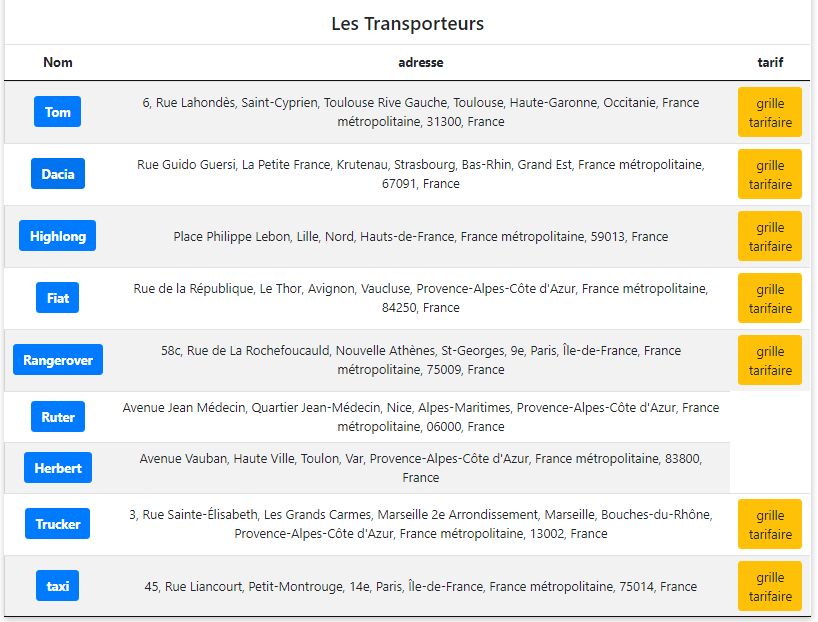 Les Transporteurs
Nom adresse tarif
Tom 6, Rue Lahondès, Saint-Cyprien, Toulouse Rive Gauche, Toulouse, Haute-Garonne, Occitanie, France grille
métropolitaine, 31300, France tarifaire
Dacia Rue Guido Guersi, La Petite France, Krutenau, Strasbourg, Bas-Rhin, Grand Est, France métropolitaine, grille
67091, France tarifaire
Highlong Place Philippe Lebon, Lille, Nord, Hauts-de-France, France métropolitaine, 59013, France grille
tarifaire
Fiat Rue de la République, Le Thor, Avignon, Vaucluse, Provence-Alpes-Côte d'Azur, France métropolitaine, grille
84250, France tarifaire
Rangerover 58c, Rue de La Rochefoucauld, Nouvelle Athènes, St-Georges, 9e, Paris, Île-de-France, France grille
métropolitaine, 75009, France tarifaire
Ruter Avenue Jean Médecin, Quartier Jean-Médecin, Nice, Alpes-Maritimes, Provence-Alpes-Côte d'Azur, France
métropolitaine, 06000, France
Herbert Avenue Vauban, Haute Ville, Toulon, Var, Provence-Alpes-Côte d'Azur, France métropolitaine, 83800,
France
Trucker 3, Rue Sainte-Élisabeth, Les Grands Carmes, Marseille 2e Arrondissement, Marseille, Bouches-du-Rhône, grille
Provence-Alpes-Côte d'Azur, France métropolitaine, 13002, France tarifaire
taxi 45, Rue Liancourt, Petit-Montrouge, 14e, Paris, Île-de-France, France métropolitaine, 75014, France grille
tarifaire